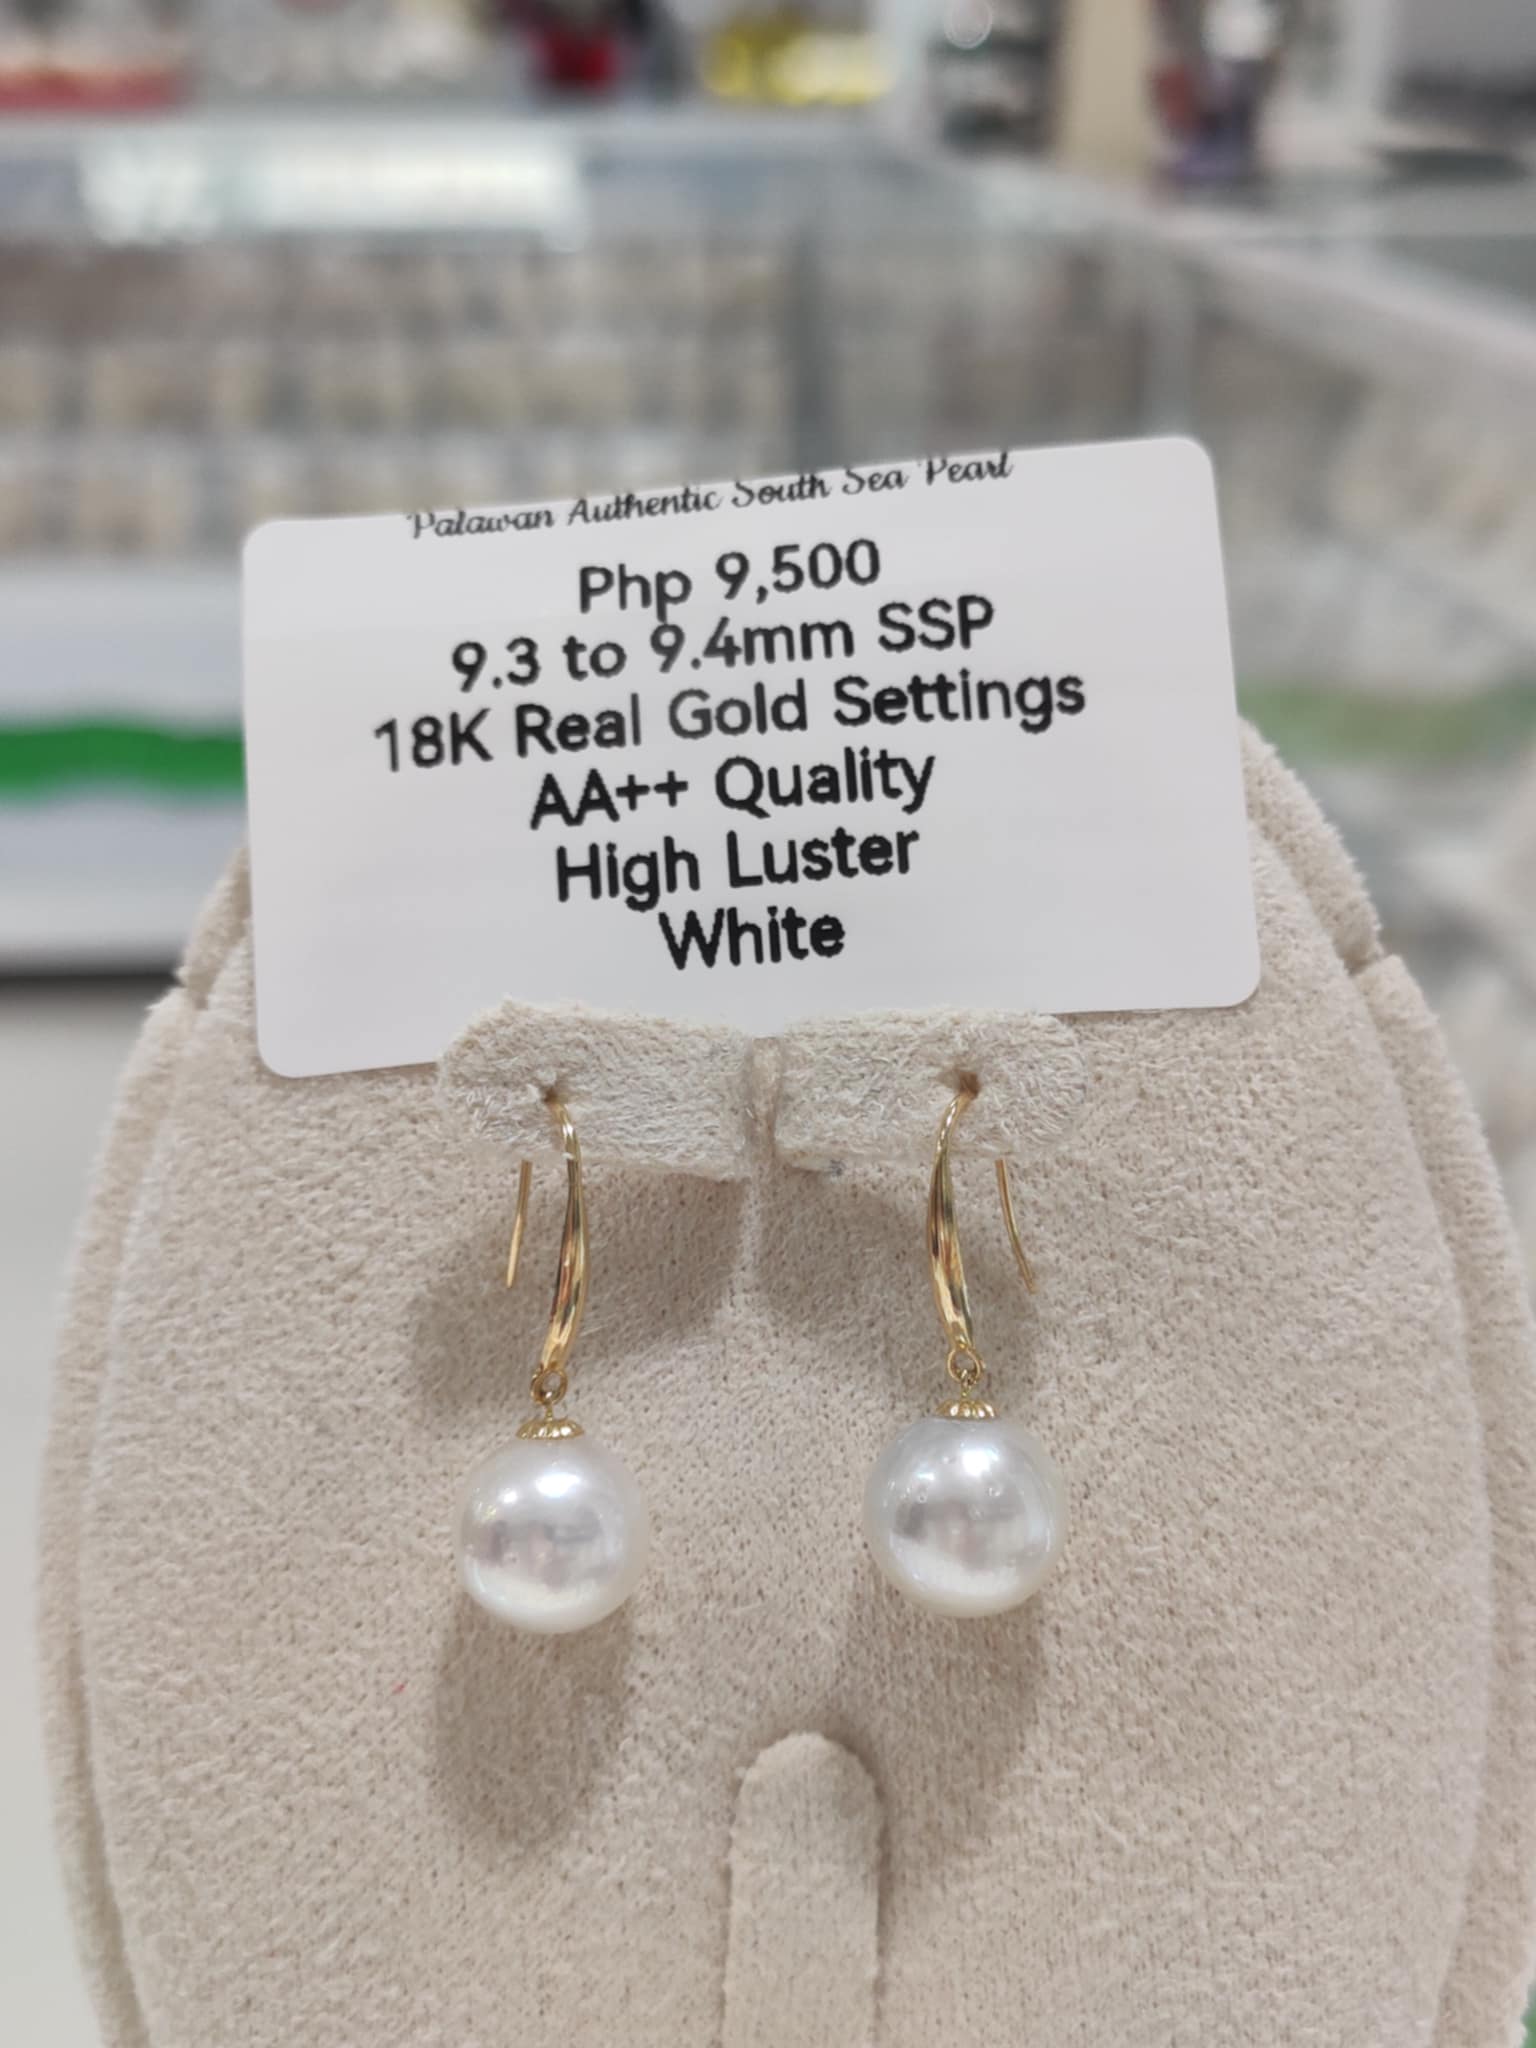 Palawan Authentic South Sea Pearl
Php 9,500
9.3 to 9.4mm SSP
18K Real Gold Settings
AA++ Quality
High Luster
White